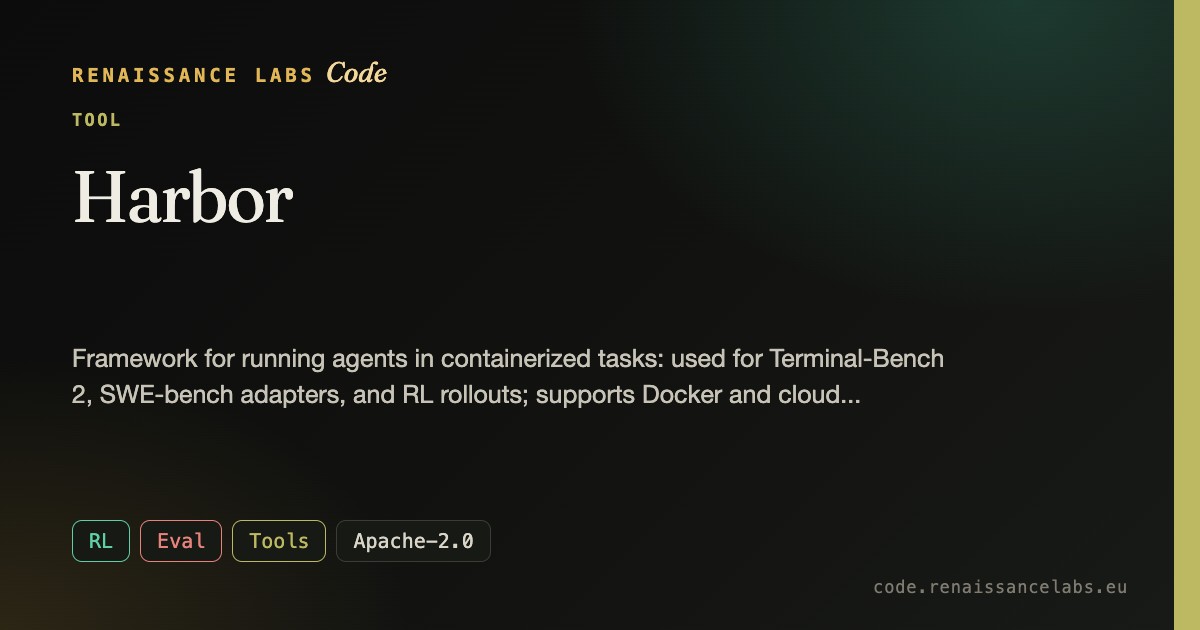 RENAISSANCE LABS Code
TOOL
Harbor
Framework for running agents in containerized tasks: used for Terminal-Bench
2, SWE-bench adapters, and RL rollouts; supports Docker and cloud...
RL Eval Tools Apache-2.0
code.renaissancelabs.eu